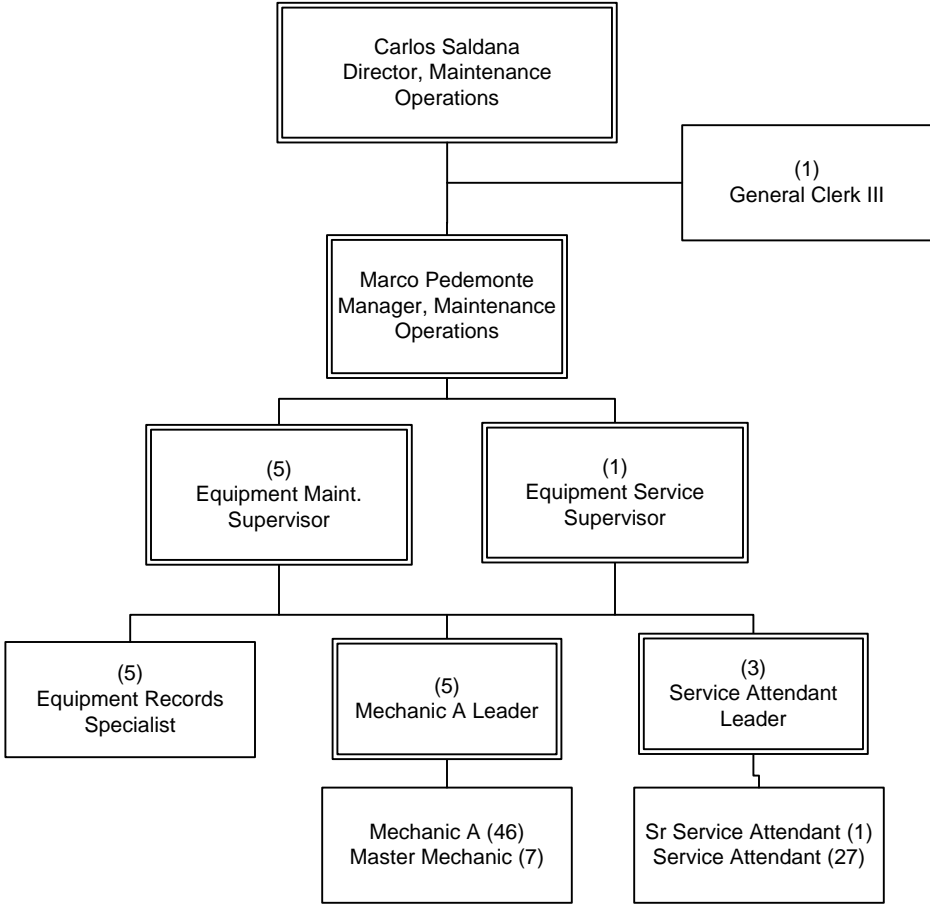 Carlos Saldana
Director, Maintenance
Operations
(1)
General Clerk III
Marco Pedemonte
Manager, Maintenance
Operations
(5)
Equipment Maint.
Supervisor
(1)
Equipment Service
Supervisor
(5)
Equipment Records
Specialist
(5)
Mechanic A Leader
(3)
Service Attendant
Leader
Mechanic A (46)
Master Mechanic (7)
Sr Service Attendant (1)
Service Attendant (27)